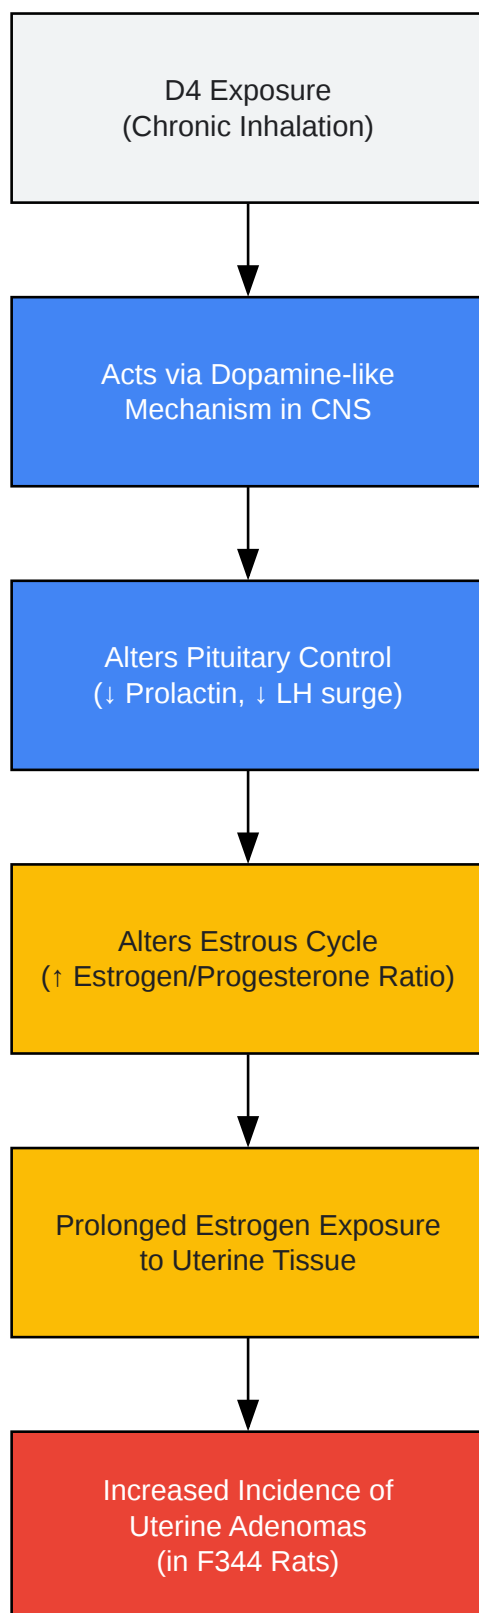 D4 Exposure
(Chronic Inhalation)
Acts via Dopamine-like
Mechanism in CNS
Alters Pituitary Control
(↓ Prolactin, ↓ LH surge)
Alters Estrous Cycle
(↑ Estrogen/Progesterone Ratio)
Prolonged Estrogen Exposure
to Uterine Tissue
Increased Incidence of
Uterine Adenomas
(in F344 Rats)